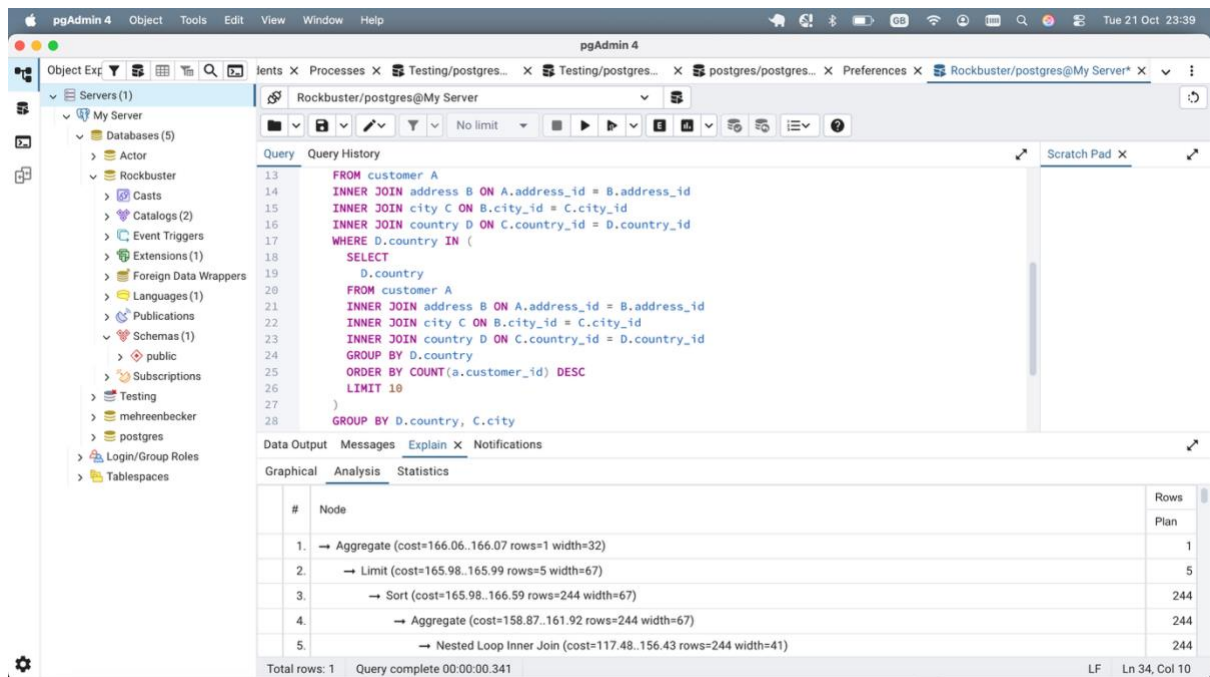 pgAdmin 4 Object Tools Edit View Window Help GB Tue 21 Oct 23:39
pgAdmin 4
Object Exp dents × Processes × Testing/postgres... × Testing/postgres... × postgres/postgres... × Preferences × Rockbuster/postgres@My Server* ×
Servers (1)
My Server
Databases (5)
Actor
Rockbuster
Casts
Catalogs (2)
Event Triggers
Extensions (1)
Foreign Data Wrappers
Languages (1)
Publications
Schemas (1)
public
Subscriptions
Testing
mehreenbecker
postgres
Login/Group Roles
Tablespaces
Rockbuster/postgres@My Server
No limit
Query Query History
Scratch Pad ×
13 FROM customer A
14 INNER JOIN address B ON A.address_id = B.address_id
15 INNER JOIN city C ON B.city_id = C.city_id
16 INNER JOIN country D ON C.country_id = D.country_id
17 WHERE D.country IN (
18 SELECT
19 D.country
20 FROM customer A
21 INNER JOIN address B ON A.address_id = B.address_id
22 INNER JOIN city C ON B.city_id = C.city_id
23 INNER JOIN country D ON C.country_id = D.country_id
24 GROUP BY D.country
25 ORDER BY COUNT(a.customer_id) DESC
26 LIMIT 10
27 )
28 GROUP BY D.country, C.city
Data Output Messages Explain × Notifications
Graphical Analysis Statistics
# Node Rows
Plan
1. → Aggregate (cost=166.06..166.07 rows=1 width=32) 1
2. → Limit (cost=165.98..165.99 rows=5 width=67) 5
3. → Sort (cost=165.98..166.59 rows=244 width=67) 244
4. → Aggregate (cost=158.87..161.92 rows=244 width=67) 244
5. → Nested Loop Inner Join (cost=117.48..156.43 rows=244 width=41) 244
Total rows: 1 Query complete 00:00:00.341 LF Ln 34, Col 10